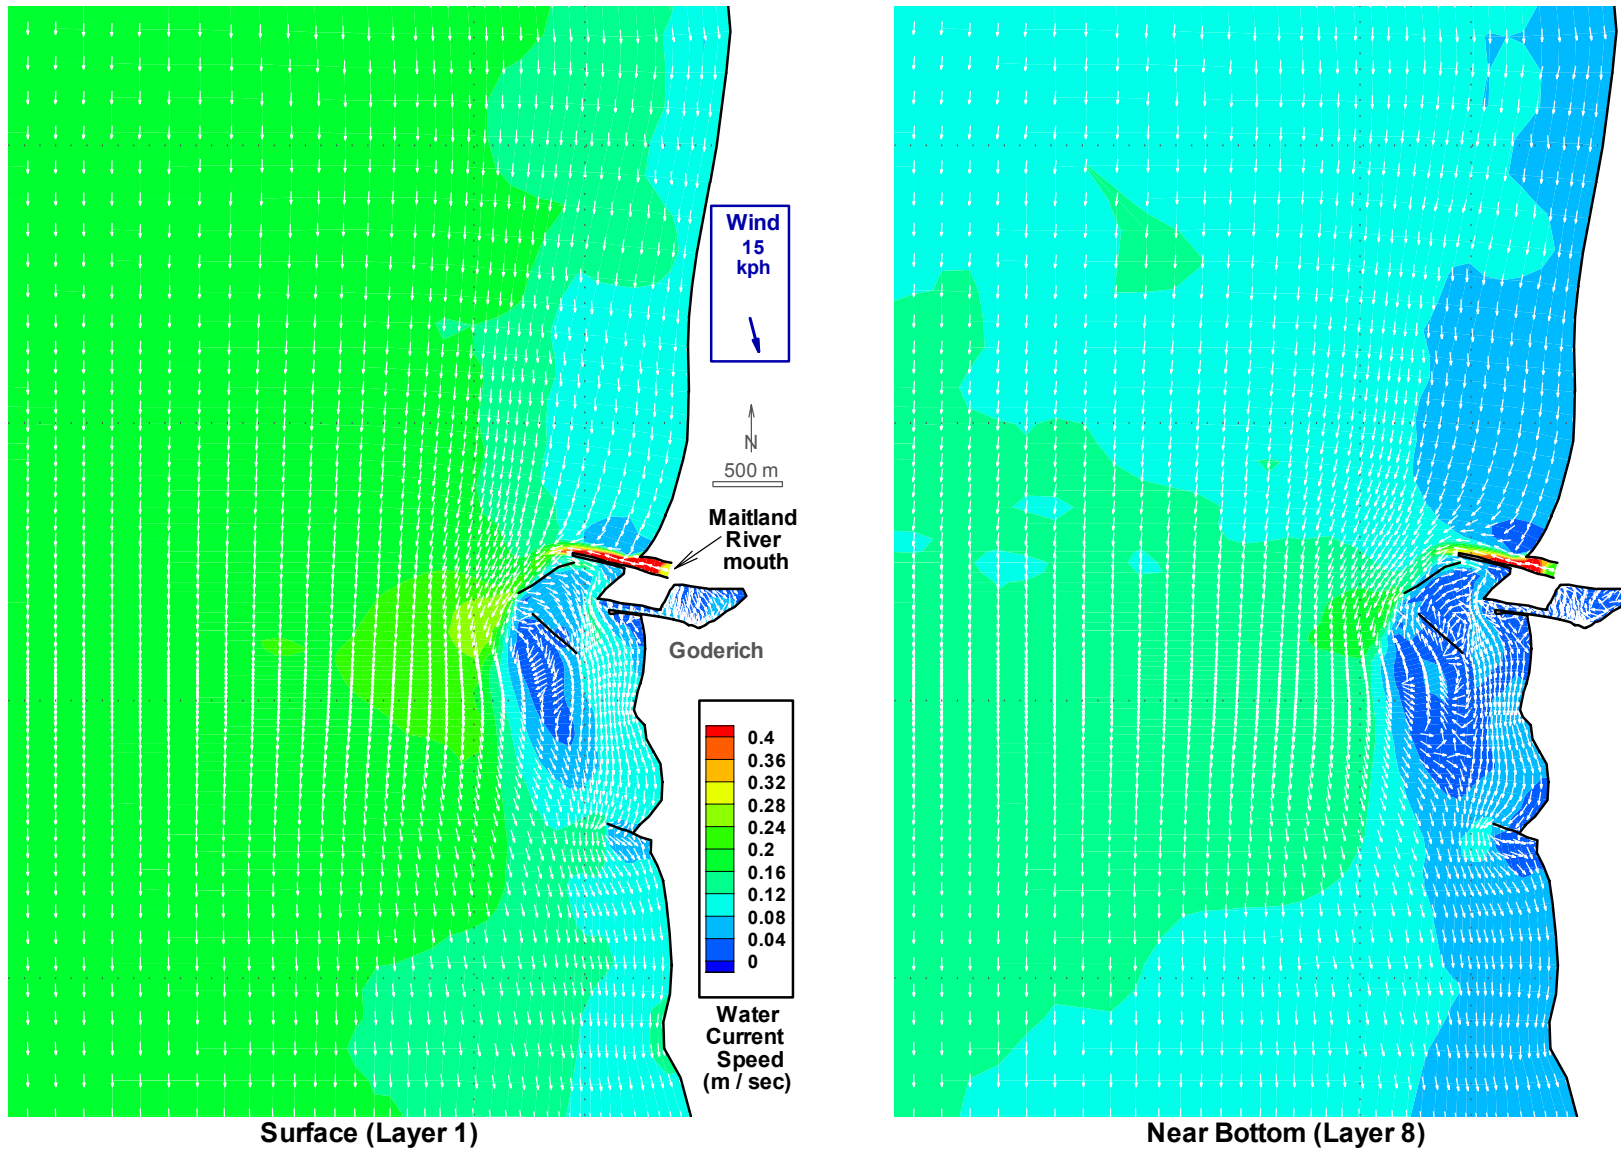 Wind
15
kph
N
500 m
Maitland
River
mouth
Goderich
0.4
0.36
0.32
0.28
0.24
0.2
0.16
0.12
0.08
0.04
0
Water
Current
Speed
(m / sec)
Surface (Layer 1)
Near Bottom (Layer 8)